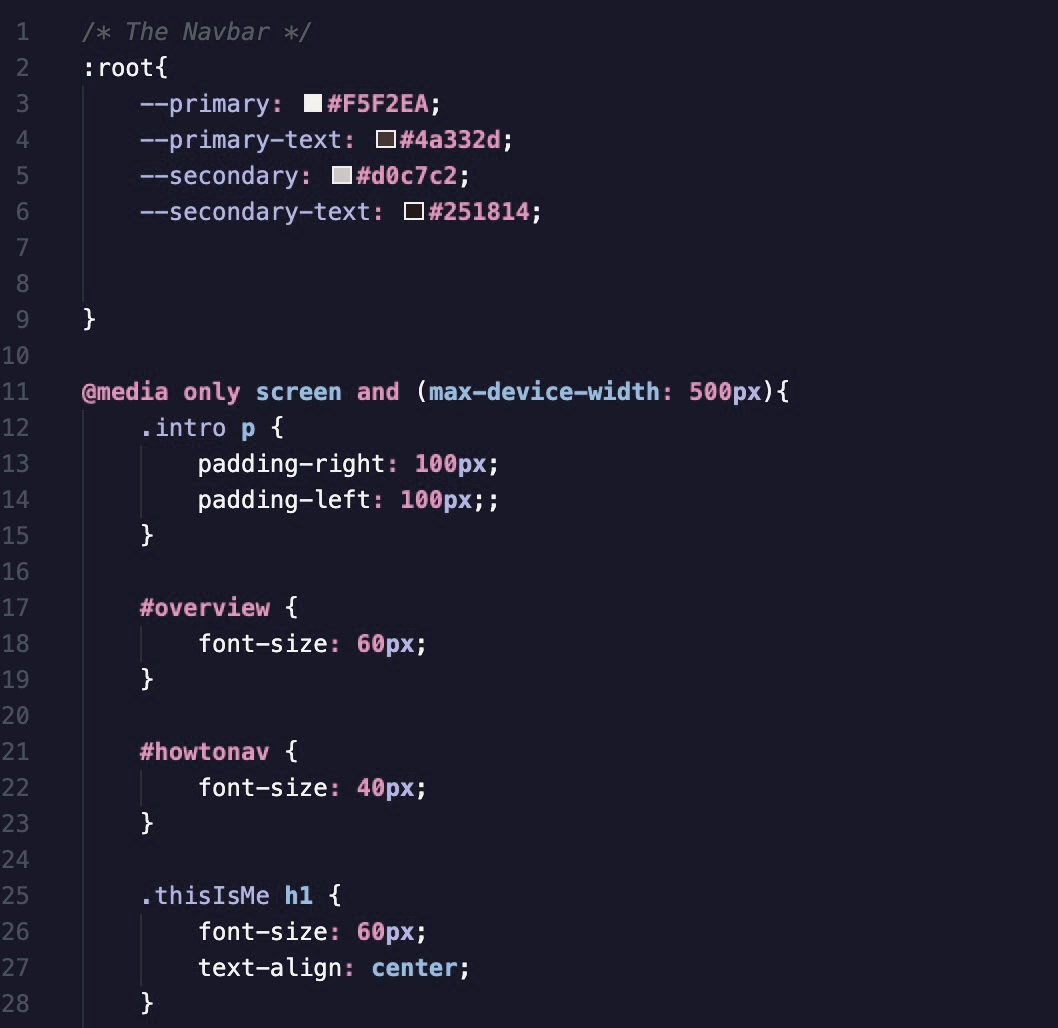 1 /* The Navbar */
2 :root{
3 --primary: #F5F2EA;
4 --primary-text: #4a332d;
5 --secondary: #d0c7c2;
6 --secondary-text: #251814;
7
8
9 }
10
11 @media only screen and (max-device-width: 500px){
12 .intro p {
13 padding-right: 100px;
14 padding-left: 100px;;
15 }
16
17 #overview {
18 font-size: 60px;
19 }
20
21 #howtonav {
22 font-size: 40px;
23 }
24
25 .thisIsMe h1 {
26 font-size: 60px;
27 text-align: center;
28 }